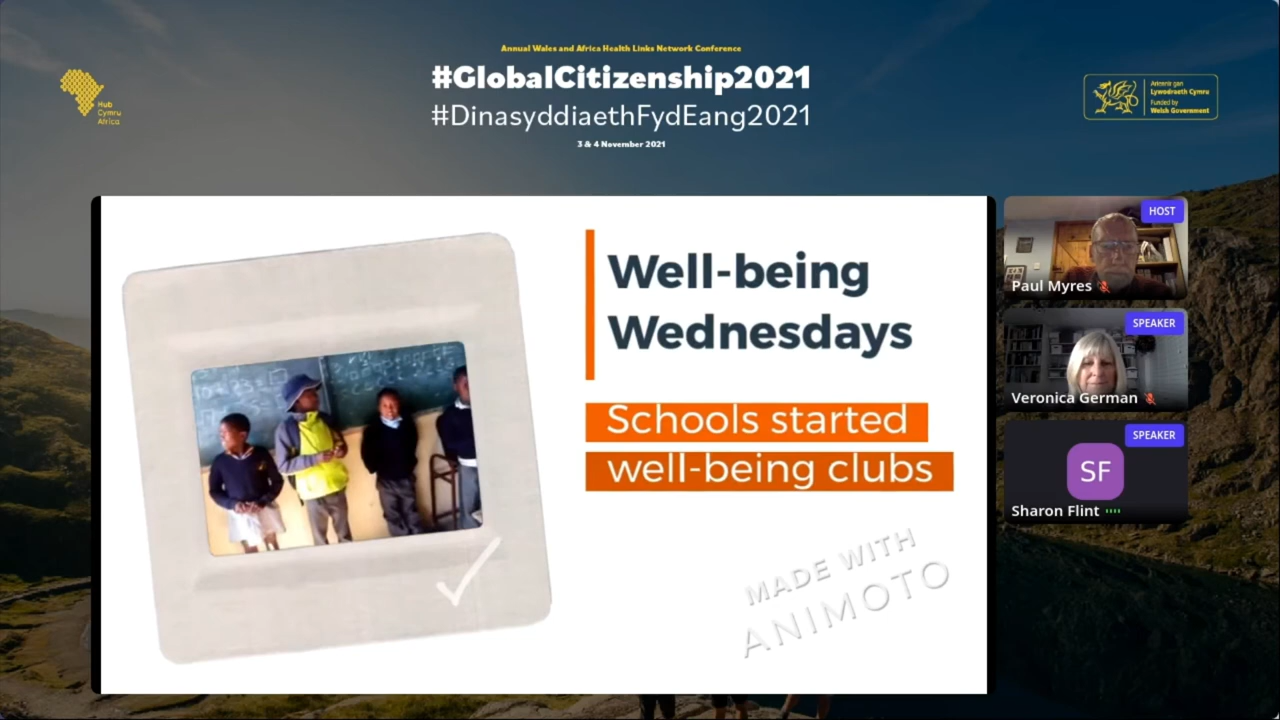 Annual Wales and Africa Health Links Network Conference
#GlobalCitizenship2021
#DinasyddiaethFydEang2021
3 & 4 November 2021
Hub
Cymru
Africa
Ariennir gan
Lywodraeth Cymru
Funded by
Welsh Government
Well-being
Wednesdays
Schools started
well-being clubs
MADE WITH
ANIMOTO
HOST
Paul Myres
SPEAKER
Veronica German
SPEAKER
SF
Sharon Flint